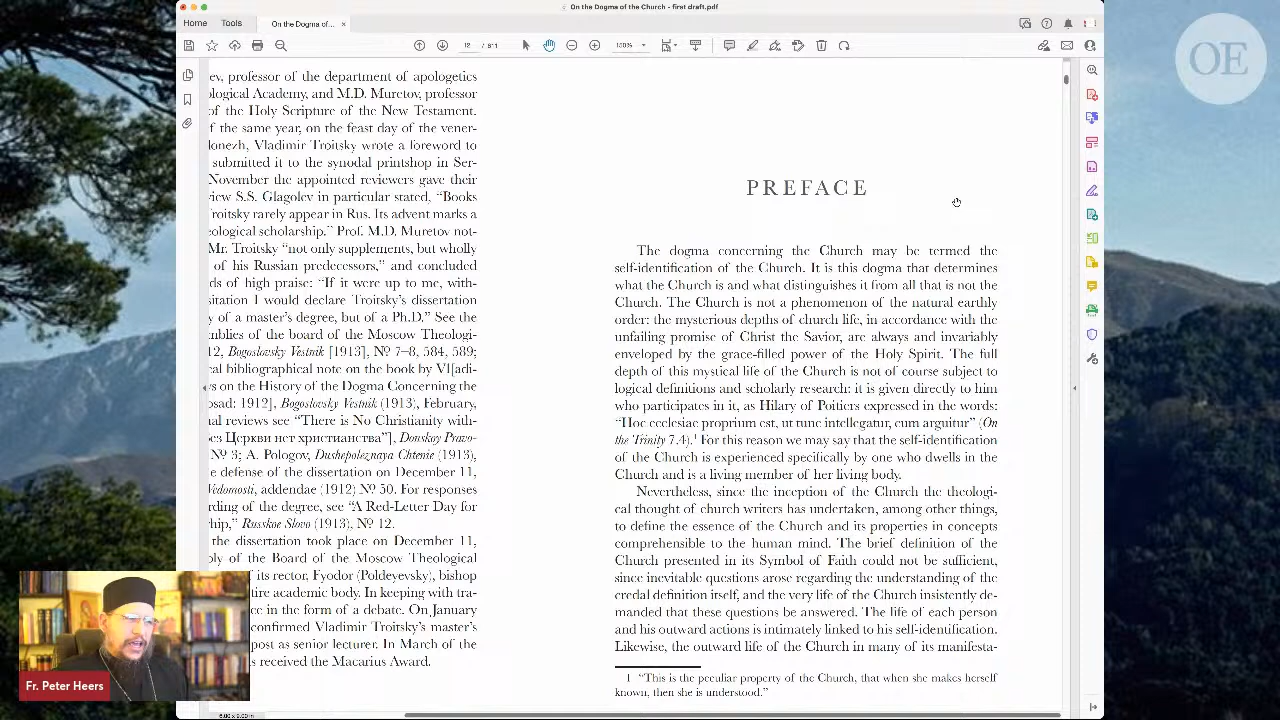 On the Dogma of the Church - first draft.pdf
Home
Tools
On the Dogma of...
×
12 / 611
150%
ev, professor of the department of apologetics
ological Academy, and M.D. Muretov, professor
of the Holy Scripture of the New Testament.
f the same year, on the feast day of the vener-
donezh, Vladimir Troitsky wrote a foreword to
submitted it to the synodal printshop in Ser-
November the appointed reviewers gave their
view S.S. Glagolev in particular stated, “Books
Troitsky rarely appear in Rus. Its advent marks a
eological scholarship.” Prof. M.D. Muretov not-
Mr. Troitsky “not only supplements, but wholly
of his Russian predecessors,” and concluded
ds of high praise: “If it were up to me, with-
sitation I would declare Troitsky’s dissertation
y of a master’s degree, but of a Ph.D.” See the
emblies of the board of the Moscow Theologi-
12, Bogoslovsky Vestnik [1913], № 7–8, 584, 589;
cal bibliographical note on the book by Vl[adi-
ys on the History of the Dogma Concerning the
osad: 1912], Bogoslovsky Vestnik (1913), February,
nal reviews see “There is No Christianity with-
без Церкви нет христианства”], Donskay Pravo-
№ 3; A. Pologov, Dushepoleznaya Chtenie (1913),
e defense of the dissertation on December 11,
Vedomosti, addendae (1912) № 50. For responses
rding of the degree, see “A Red-Letter Day for
hip,” Russkoe Slovo (1913), № 12.
the dissertation took place on December 11,
bly of the Board of the Moscow Theological
its rector, Fyodor (Poldeyevsky), bishop
tire academic body. In keeping with tra-
ce in the form of a debate. On January
confirmed Vladimir Troitsky’s master’s
post as senior lecturer. In March of the
s received the Macarius Award.
PREFACE
The dogma concerning the Church may be termed the
self-identification of the Church. It it this dogma that determines
what the Church is and what distinguishes it from all that is not the
Church. The Church is not a phenomenon of the natural earthly
order: the mysterious depths of church life, in accordance with the
unfailing promise of Christ the Savior, are always and invariably
enveloped by the grace-filled power of the Holy Spirit. The full
depth of this mystical life of the Church is not of course subject to
logical definitions and scholarly research: it is given directly to him
who participates in it, as Hilary of Poitiers expressed in the words:
“Hoc ecclesiae proprium est, ut tunc intellegatur, cum arguitur” (On
the Trinity 7.4).1 For this reason we may say that the self-identification
of the Church is experienced specifically by one who dwells in the
Church and is a living member of her living body.
Nevertheless, since the inception of the Church the theologi-
cal thought of church writers has undertaken, among other things,
to define the essence of the Church and its properties in concepts
comprehensible to the human mind. The brief definition of the
Church presented in its Symbol of Faith could not be sufficient,
since inevitable questions arose regarding the understanding of the
credal definition itself, and the very life of the Church insistently de-
manded that these questions be answered. The life of each person
and his outward actions is intimately linked to his self-identification.
Likewise, the outward life of the Church in many of its manifesta-
1 “This is the peculiar property of the Church, that when she makes herself
known, then she is understood.”
6.00 x 9.00 in
OE
Fr. Peter Heers